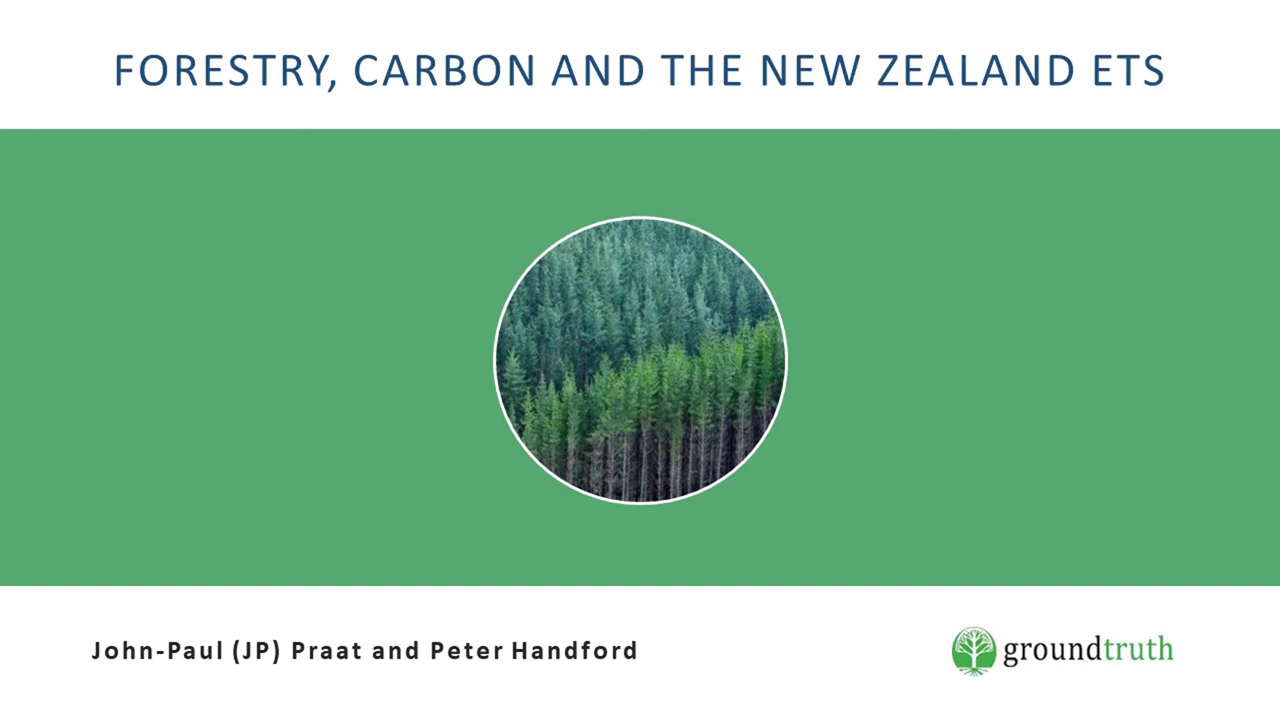 FORESTRY, CARBON AND THE NEW ZEALAND ETS
John-Paul (JP) Praat and Peter Handford
groundtruth